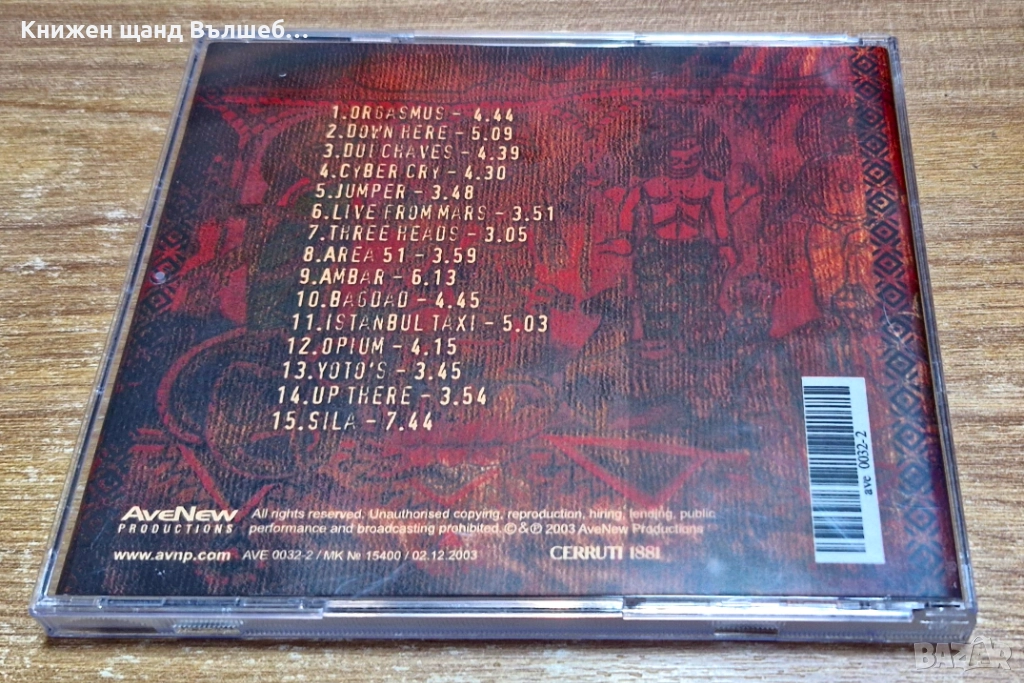 Книжен щанд Вълшеб...
1.ORGASMUS - 4.44
2.DOWN HERE - 5.09
3.DUI CHAVES - 4.39
4.CYBER CRY - 4.30
5.JUMPER - 3.48
6.LIVE FROM MARS - 3.51
7.THREE HEADS - 3.05
8.AREA 51 - 3.59
9.AMBAR - 6.13
10.BAGDAD - 4.45
11.ISTANBUL TAXI - 5.03
12.OPIUM - 4.15
13.YOTO'S - 3.45
14.UP THERE - 3.54
15.SILA - 7.44
ave 0032-2
AVENEW
PRODUCTIONS
All rights reserved. Unauthorised copying, reproduction, hiring, lending, public
performance and broadcasting prohibited. © & ℗ 2003 AveNew Productions
www.avnp.com AVE 0032-2 / MK № 15400 / 02.12.2003
CERRUTI 1881
BAZAR